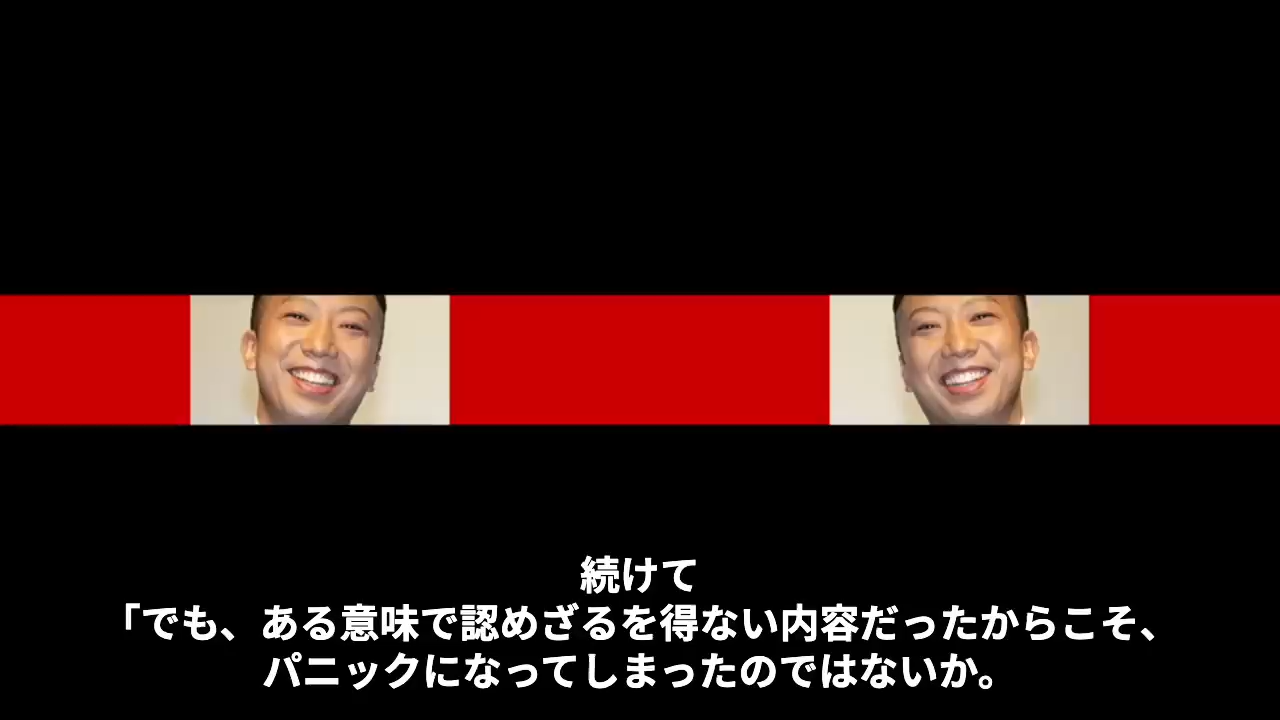 続けて
「でも、ある意味で認めざるを得ない内容だったからこそ、
パニックになってしまったのではないか。